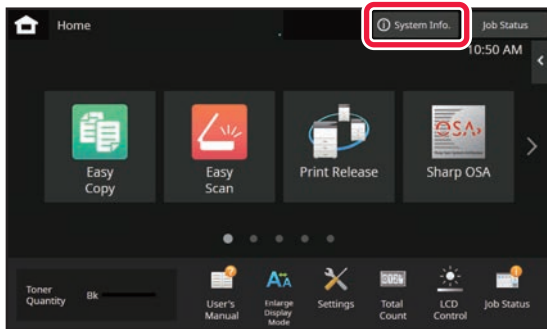 Home
System Info.
Job Status
10:50 AM
Easy
Copy
Easy
Scan
Print Release
OSA
Sharp OSA
Toner
Quantity
Bk
User's
Manual
Enlarge
Display
Mode
Settings
Total
Count
LCD
Control
Job Status